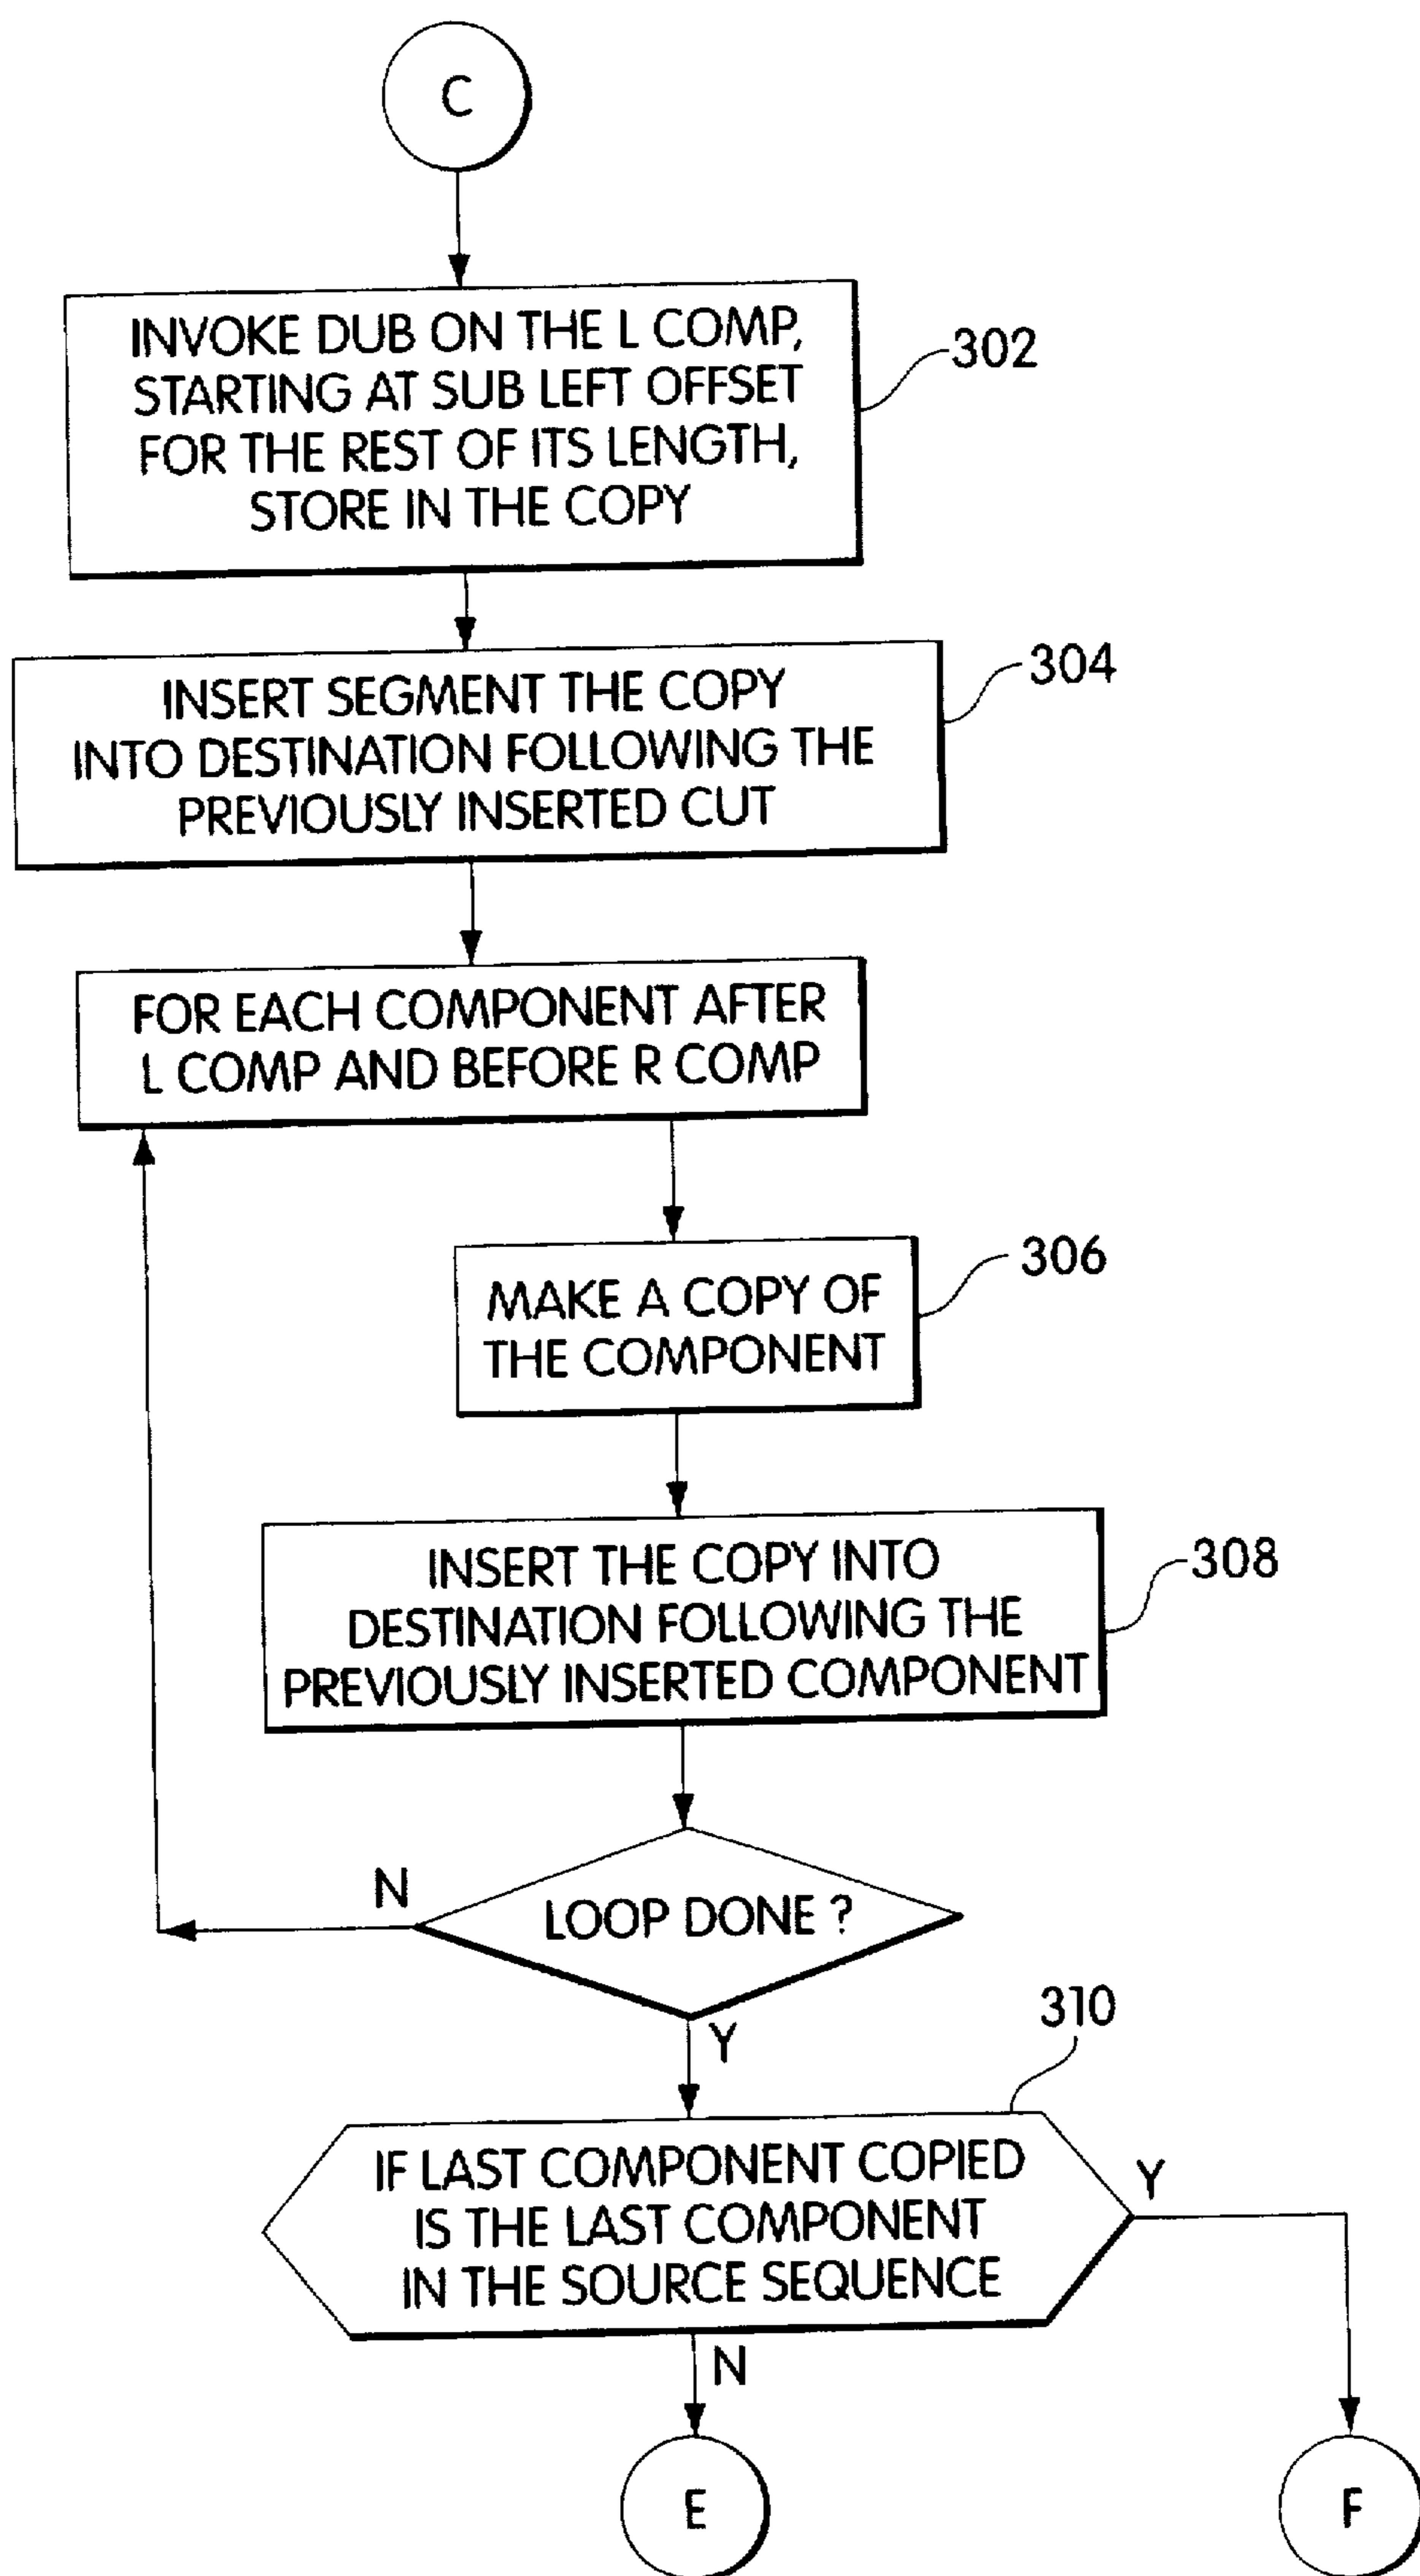 C
INVOKE DUB ON THE L COMP,
STARTING AT SUB LEFT OFFSET
FOR THE REST OF ITS LENGTH,
STORE IN THE COPY
302
INSERT SEGMENT THE COPY
INTO DESTINATION FOLLOWING THE
PREVIOUSLY INSERTED CUT
304
FOR EACH COMPONENT AFTER
L COMP AND BEFORE R COMP
MAKE A COPY OF
THE COMPONENT
306
INSERT THE COPY INTO
DESTINATION FOLLOWING THE
PREVIOUSLY INSERTED COMPONENT
308
N
LOOP DONE ?
Y
310
IF LAST COMPONENT COPIED
IS THE LAST COMPONENT
IN THE SOURCE SEQUENCE
Y
N
E
F